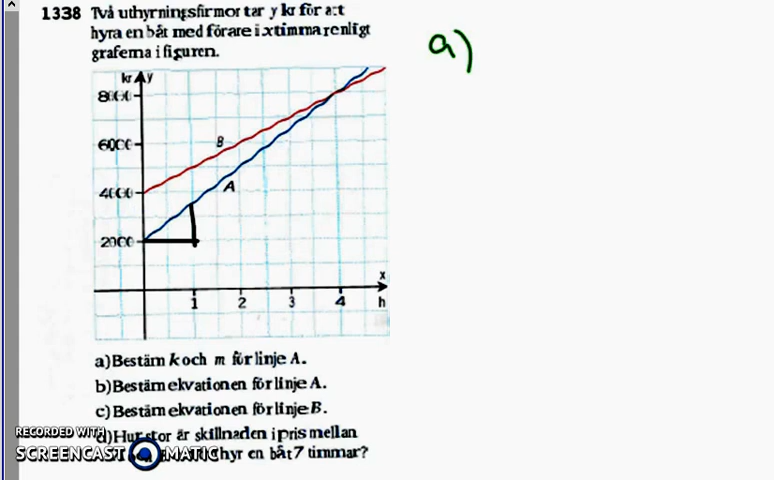 1338 Två uthyrningsfirmor tar y kr för att
hyra en båt med förare i x timmar enligt
graferna i figuren.
a)
kr y
8000
6000
4000
2000
B
A
x
1 2 3 4 h
a) Bestäm k och m för linje A.
b) Bestäm ekvationen för linje A.
c) Bestäm ekvationen för linje B.
d) Hur stor är skillnaden i pris mellan
hyr en båt 7 timmar?
RECORDED WITH
SCREENCAST MATIC